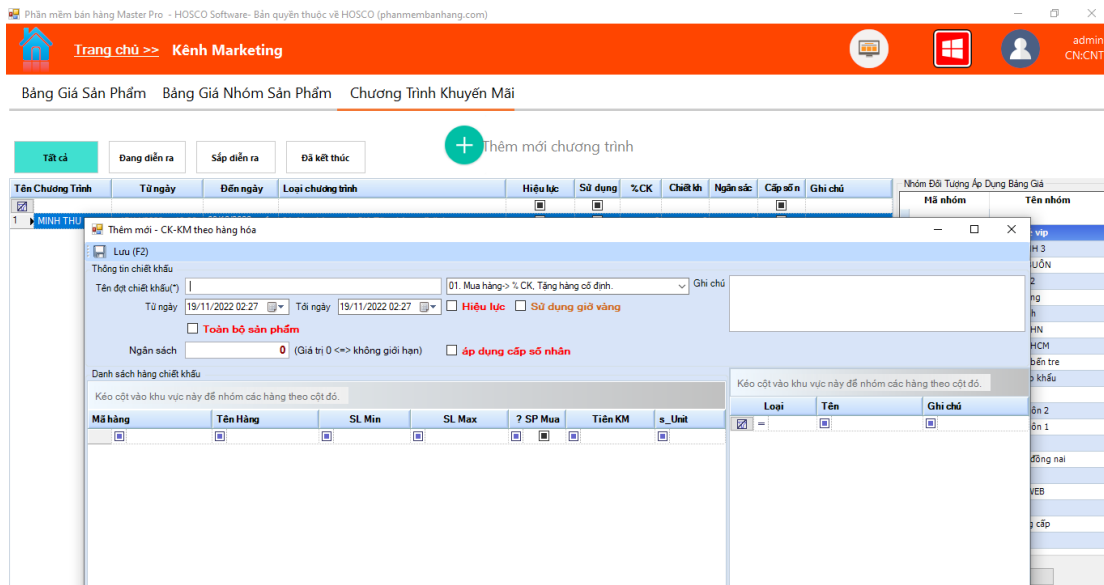 Phần mềm bán hàng Master Pro - HOSCO Software- Bản quyền thuộc về HOSCO (phanmembanhang.com)
Trang chủ >> Kênh Marketing
admin
CN:CNT
Bảng Giá Sản Phẩm Bảng Giá Nhóm Sản Phẩm Chương Trình Khuyến Mãi
Tất cả Đang diễn ra Sắp diễn ra Đã kết thúc Thêm mới chương trình
Tên Chương Trình Từ ngày Đến ngày Loại chương trình Hiệu lực Sử dụng %CK Chiết kh Ngân sác Cấp số n Ghi chú
Nhóm Đối Tượng Áp Dụng Bảng Giá
Mã nhóm Tên nhóm
1 MINH THU
Thêm mới - CK-KM theo hàng hóa
Lưu (F2)
Thông tin chiết khấu
Tên đợt chiết khấu(*) 01. Mua hàng-> % CK, Tặng hàng cố định. Ghi chú
Từ ngày 19/11/2022 02:27 Tới ngày 19/11/2022 02:27 Hiệu lực Sử dụng giờ vàng
Toàn bộ sản phẩm
Ngân sách 0 (Giá trị 0 <=> không giới hạn) áp dụng cấp số nhân
Danh sách hàng chiết khấu
Kéo cột vào khu vực này để nhóm các hàng theo cột đó.
Mã hàng Tên Hàng SL Min SL Max ? SP Mua Tiền KM s_Unit
Kéo cột vào khu vực này để nhóm các hàng theo cột đó.
Loại Tên Ghi chú
=
vip
H 3
UÔN
2
ng
h
HN
HCM
bến tre
khẩu
ôn 2
ôn 1
đồng nai
WEB
g cấp